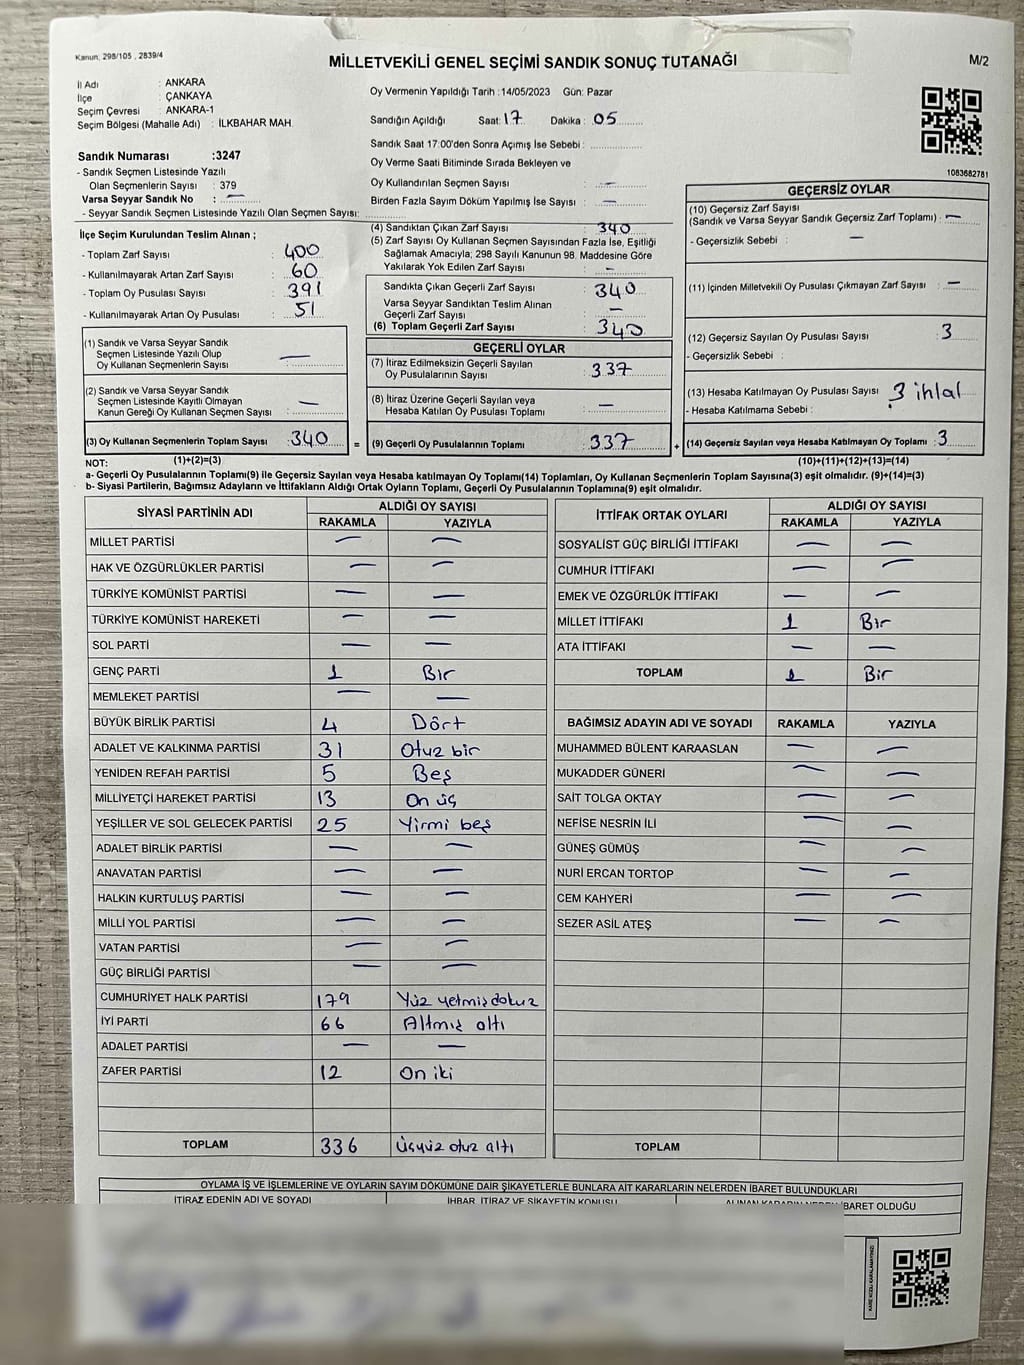 Kanun; 298/105 , 2839/4
MİLLETVEKİLİ GENEL SEÇİMİ SANDIK SONUÇ TUTANAĞI
M/2
İl Adı : ANKARA
İlçe : ÇANKAYA
Seçim Çevresi : ANKARA-1
Seçim Bölgesi (Mahalle Adı) : İLKBAHAR MAH.
Oy Vermenin Yapıldığı Tarih :14/05/2023 Gün: Pazar
Sandığın Açıldığı Saat: 17 Dakika : 05
Sandık Saat 17:00'den Sonra Açımış İse Sebebi :
Oy Verme Saati Bitiminde Sırada Bekleyen ve
Oy Kullandırılan Seçmen Sayısı : —
Birden Fazla Sayım Döküm Yapılmış İse Sayısı : —
Sandık Numarası :3247
- Sandık Seçmen Listesinde Yazılı
Olan Seçmenlerin Sayısı : 379
Varsa Seyyar Sandık No : —
- Seyyar Sandık Seçmen Listesinde Yazılı Olan Seçmen Sayısı:
1083682781
İlçe Seçim Kurulundan Teslim Alınan ;
- Toplam Zarf Sayısı : 400
- Kullanılmayarak Artan Zarf Sayısı : 60
- Toplam Oy Pusulası Sayısı : 391
- Kullanılmayarak Artan Oy Pusulası : 51
(4) Sandıktan Çıkan Zarf Sayısı : 340
(5) Zarf Sayısı Oy Kullanan Seçmen Sayısından Fazla İse, Eşitliği
Sağlamak Amacıyla; 298 Sayılı Kanunun 98. Maddesine Göre
Yakılarak Yok Edilen Zarf Sayısı : —
Sandıkta Çıkan Geçerli Zarf Sayısı : 340
Varsa Seyyar Sandıktan Teslim Alınan
Geçerli Zarf Sayısı : —
(6) Toplam Geçerli Zarf Sayısı : 340
GEÇERSİZ OYLAR
(10) Geçersiz Zarf Sayısı
(Sandık ve Varsa Seyyar Sandık Geçersiz Zarf Toplamı) : —
- Geçersizlik Sebebi : —
(11) İçinden Milletvekili Oy Pusulası Çıkmayan Zarf Sayısı : —
(12) Geçersiz Sayılan Oy Pusulası Sayısı : 3
- Geçersizlik Sebebi :
(13) Hesaba Katılmayan Oy Pusulası Sayısı : 3 ihlal
- Hesaba Katılmama Sebebi :
(14) Geçersiz Sayılan veya Hesaba Katılmayan Oy Toplamı : 3
(10)+(11)+(12)+(13)=(14)
(1) Sandık ve Varsa Seyyar Sandık
Seçmen Listesinde Yazılı Olup
Oy Kullanan Seçmenlerin Sayısı : —
(2) Sandık ve Varsa Seyyar Sandık
Seçmen Listesinde Kayıtlı Olmayan
Kanun Gereği Oy Kullanan Seçmen Sayısı : —
(3) Oy Kullanan Seçmenlerin Toplam Sayısı : 340 =
(1)+(2)=(3)
GEÇERLİ OYLAR
(7) İtiraz Edilmeksizin Geçerli Sayılan
Oy Pusulalarının Sayısı : 337
(8) İtiraz Üzerine Geçerli Sayılan veya
Hesaba Katılan Oy Pusulası Toplamı : —
(9) Geçerli Oy Pusulalarının Toplamı : 337 +
NOT:
a- Geçerli Oy Pusulalarının Toplamı(9) ile Geçersiz Sayılan veya Hesaba katılmayan Oy Toplamı(14) Toplamları, Oy Kullanan Seçmenlerin Toplam Sayısına(3) eşit olmalıdır. (9)+(14)=(3)
b- Siyasi Partilerin, Bağımsız Adayların ve İttifakların Aldığı Ortak Oyların Toplamı, Geçerli Oy Pusulalarının Toplamına(9) eşit olmalıdır.
SİYASİ PARTİNİN ADI ALDIĞI OY SAYISI
RAKAMLA YAZIYLA
MİLLET PARTİSİ — —
HAK VE ÖZGÜRLÜKLER PARTİSİ — —
TÜRKİYE KOMÜNİST PARTİSİ — —
TÜRKİYE KOMÜNİST HAREKETİ — —
SOL PARTİ — —
GENÇ PARTİ 1 Bir
MEMLEKET PARTİSİ — —
BÜYÜK BİRLİK PARTİSİ 4 Dört
ADALET VE KALKINMA PARTİSİ 31 Otuz bir
YENİDEN REFAH PARTİSİ 5 Beş
MİLLİYETÇİ HAREKET PARTİSİ 13 On üç
YEŞİLLER VE SOL GELECEK PARTİSİ 25 Yirmi beş
ADALET BİRLİK PARTİSİ — —
ANAVATAN PARTİSİ — —
HALKIN KURTULUŞ PARTİSİ — —
MİLLİ YOL PARTİSİ — —
VATAN PARTİSİ — —
GÜÇ BİRLİĞİ PARTİSİ — —
CUMHURİYET HALK PARTİSİ 179 Yüz yetmiş dokuz
İYİ PARTİ 66 Altmış altı
ADALET PARTİSİ — —
ZAFER PARTİSİ 12 On iki
TOPLAM 336 Üçyüz otuz altı
İTTİFAK ORTAK OYLARI ALDIĞI OY SAYISI
RAKAMLA YAZIYLA
SOSYALİST GÜÇ BİRLİĞİ İTTİFAKI — —
CUMHUR İTTİFAKI — —
EMEK VE ÖZGÜRLÜK İTTİFAKI — —
MİLLET İTTİFAKI 1 Bir
ATA İTTİFAKI — —
TOPLAM 1 Bir
BAĞIMSIZ ADAYIN ADI VE SOYADI RAKAMLA YAZIYLA
MUHAMMED BÜLENT KARAASLAN — —
MUKADDER GÜNERİ — —
SAİT TOLGA OKTAY — —
NEFİSE NESRİN İLİ — —
GÜNEŞ GÜMÜŞ — —
NURİ ERCAN TORTOP — —
CEM KAHYERİ — —
SEZER ASİL ATEŞ — —
TOPLAM
OYLAMA İŞ VE İŞLEMLERİNE VE OYLARIN SAYIM DÖKÜMÜNE DAİR ŞİKAYETLERLE BUNLARA AİT KARARLARIN NELERDEN İBARET BULUNDUKLARI
İTİRAZ EDENİN ADI VE SOYADI İHBAR, İTİRAZ VE ŞİKAYETİN KONUSU ALINAN KARARIN NEDEN İBARET OLDUĞU
KARE KODU KARALAMAYINIZ!